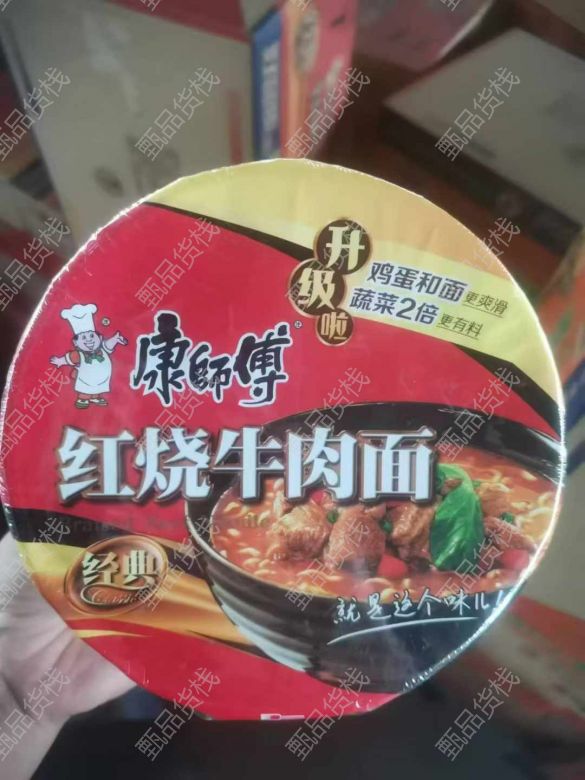 升级啦
鸡蛋和面更爽滑
蔬菜2倍更有料
康師傅
红烧牛肉面
经典
Classic
就是这个味儿!
甄品货栈